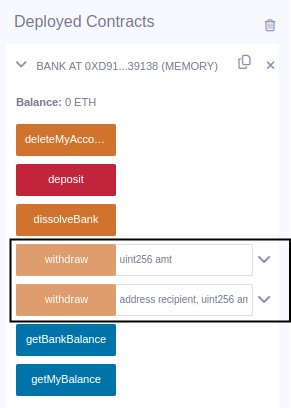 Deployed Contracts
BANK AT 0XD91...39138 (MEMORY)
Balance: 0 ETH
deleteMyAcco...
deposit
dissolveBank
withdraw uint256 amt
withdraw address recipient, uint256 am
getBankBalance
getMyBalance